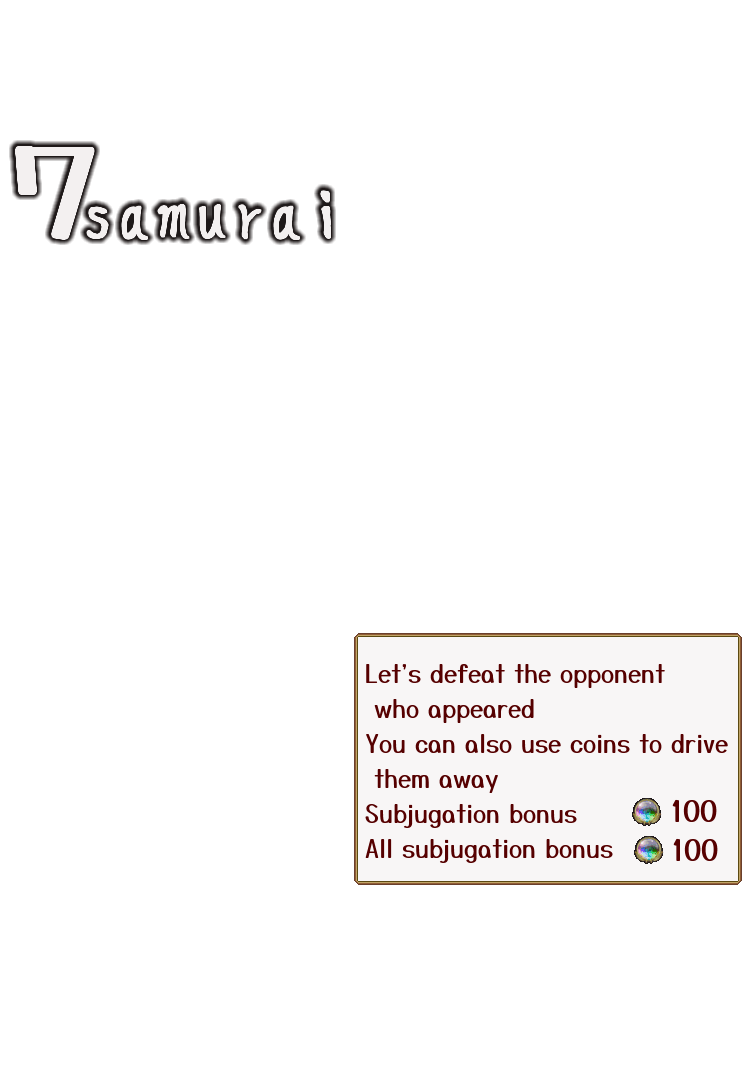 7samurai
Let's defeat the opponent
who appeared
You can also use coins to drive
them away
Subjugation bonus 100
All subjugation bonus 100